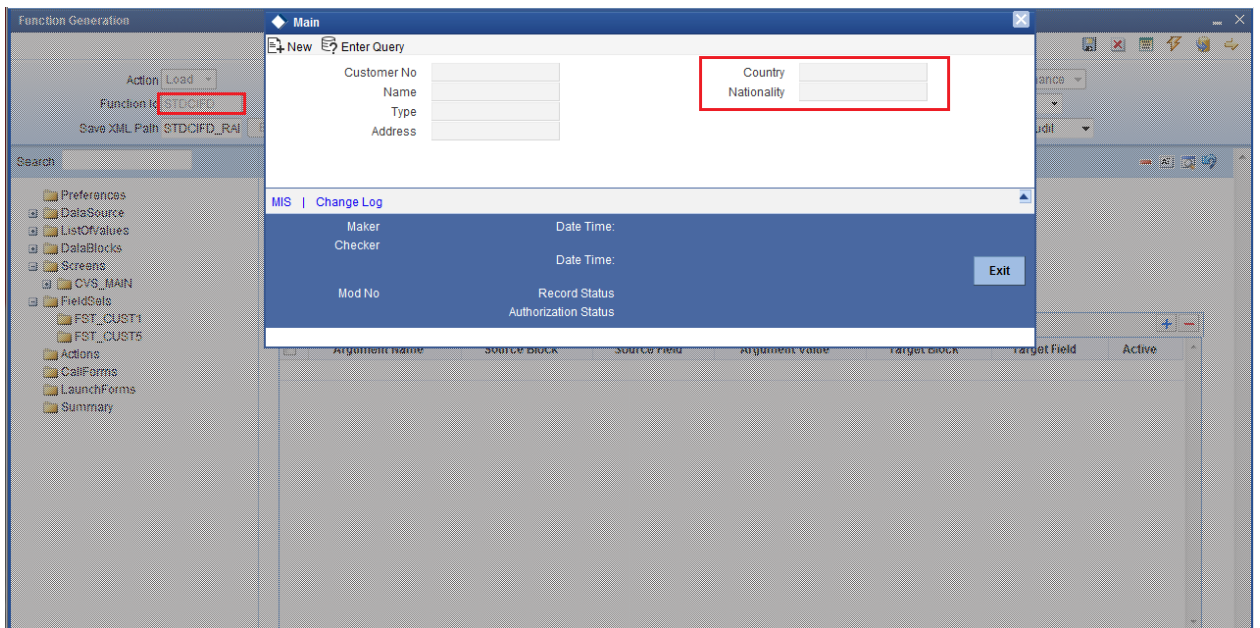 Function Generation
Action Load
Function Id STDCIFD
Save XML Path STDCIFD_RAI
Search
Preferences
DataSource
ListOfValues
DataBlocks
Screens
CVS_MAIN
FieldSets
FST_CUST1
FST_CUST5
Actions
CallForms
LaunchForms
Summary
Main
New Enter Query
Customer No
Name
Type
Address
Country
Nationality
MIS | Change Log
Maker Date Time:
Checker
Date Time:
Mod No Record Status
Authorization Status
Exit
Argument Name Source Block Source Field Argument Value Target Block Target Field Active